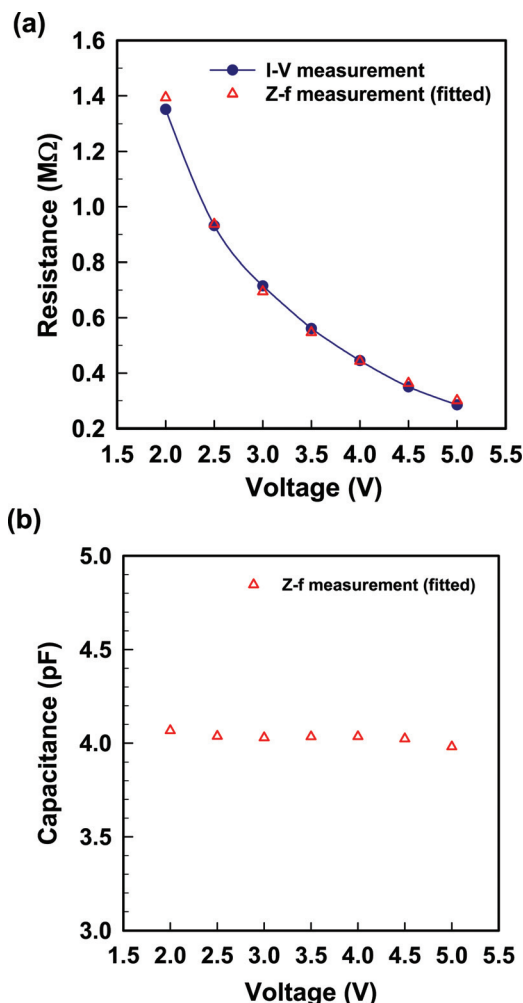 (a)
1.6
1.4
1.2
1.0
0.8
0.6
0.4
0.2
Resistance (MΩ)
I-V measurement
Z-f measurement (fitted)
1.5 2.0 2.5 3.0 3.5 4.0 4.5 5.0 5.5
Voltage (V)
(b)
5.0
4.5
4.0
3.5
3.0
Capacitance (pF)
Z-f measurement (fitted)
1.5 2.0 2.5 3.0 3.5 4.0 4.5 5.0 5.5
Voltage (V)